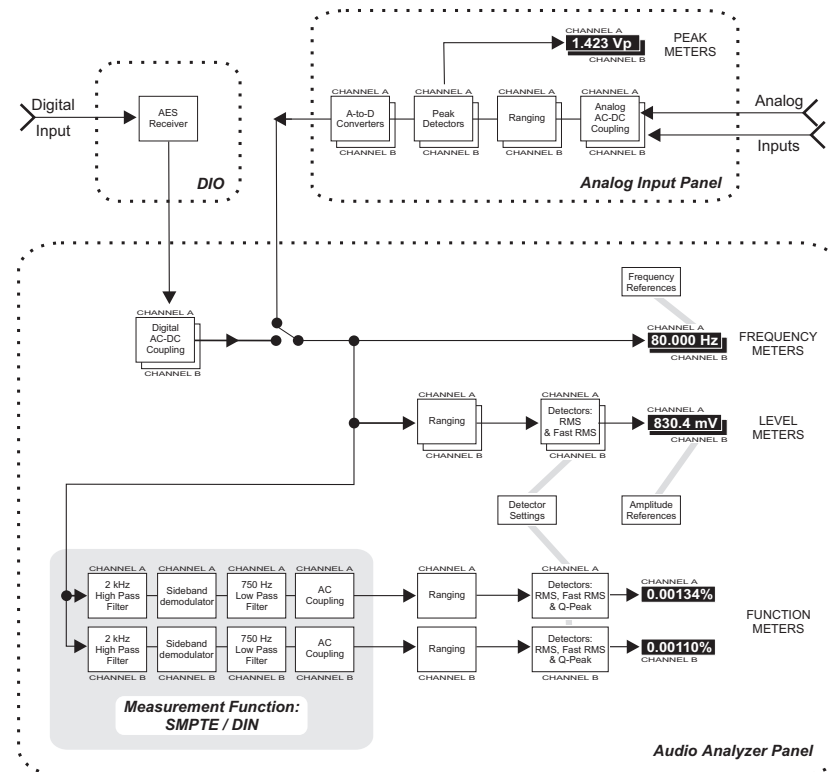 CHANNEL A
1.423 Vp
CHANNEL B
PEAK
METERS
Digital
Input
AES
Receiver
DIO
CHANNEL A
A-to-D
Converters
CHANNEL B
CHANNEL A
Peak
Detectors
CHANNEL B
CHANNEL A
Ranging
CHANNEL B
CHANNEL A
Analog
AC-DC
Coupling
CHANNEL B
Analog
Inputs
Analog Input Panel
CHANNEL A
Digital
AC-DC
Coupling
CHANNEL B
Frequency
References
CHANNEL A
80.000 Hz
CHANNEL B
FREQUENCY
METERS
CHANNEL A
Ranging
CHANNEL B
CHANNEL A
Detectors:
RMS
& Fast RMS
CHANNEL B
CHANNEL A
830.4 mV
CHANNEL B
LEVEL
METERS
Detector
Settings
Amplitude
References
CHANNEL A
2 kHz
High Pass
Filter
CHANNEL A
Sideband
demodulator
CHANNEL A
750 Hz
Low Pass
Filter
CHANNEL A
AC
Coupling
CHANNEL A
Ranging
CHANNEL A
Detectors:
RMS, Fast RMS
& Q-Peak
CHANNEL A
0.00134%
FUNCTION
METERS
2 kHz
High Pass
Filter
CHANNEL B
Sideband
demodulator
CHANNEL B
750 Hz
Low Pass
Filter
CHANNEL B
AC
Coupling
CHANNEL B
Ranging
CHANNEL B
Detectors:
RMS, Fast RMS
& Q-Peak
CHANNEL B
0.00110%
CHANNEL B
Measurement Function:
SMPTE / DIN
Audio Analyzer Panel